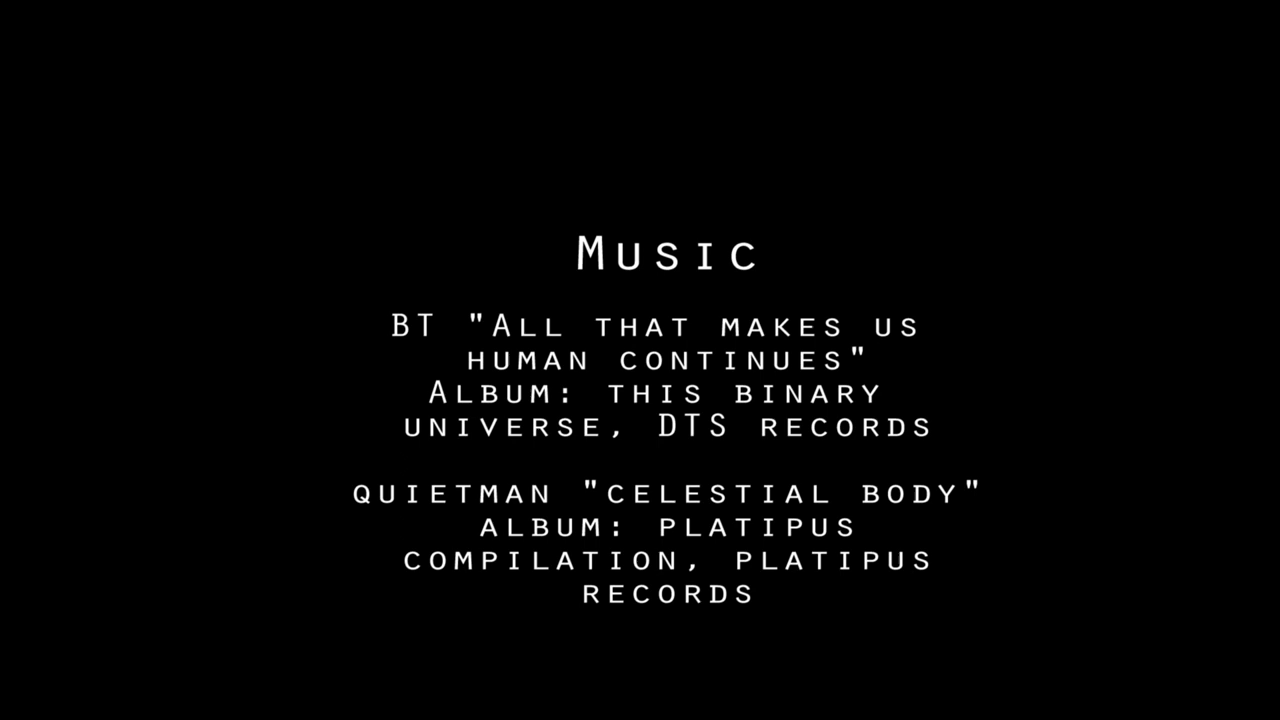 Music
BT "All that makes us
human continues"
Album: this binary
universe, DTS records
quietman "celestial body"
album: platipus
compilation, platipus
records